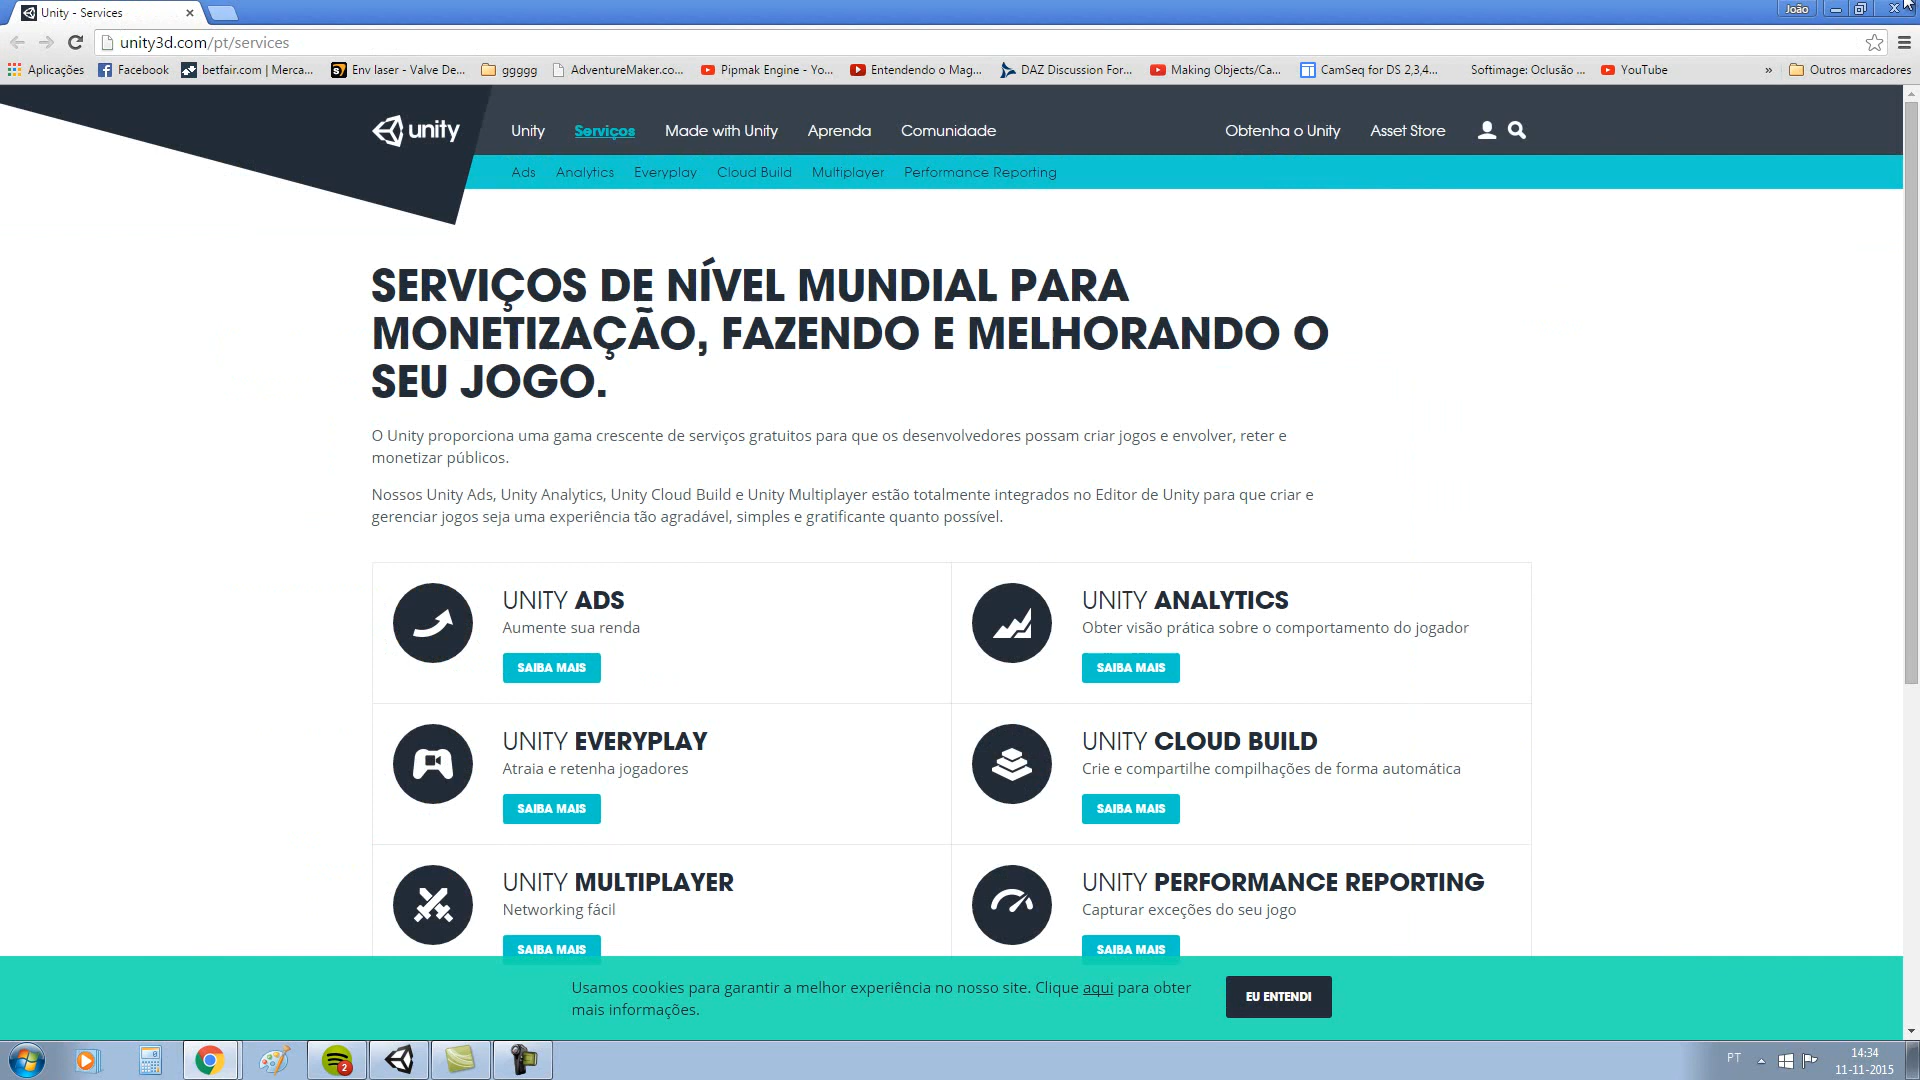 Unity - Services
João
unity3d.com/pt/services
Aplicações Facebook betfair.com | Merca... Env laser - Valve De... ggggg AdventureMaker.co... Pipmak Engine - Yo... Entendendo o Mag... DAZ Discussion For... Making Objects/Ca... CamSeq for DS 2,3,4... Softimage: Oclusão ... YouTube » Outros marcadores
unity Unity Serviços Made with Unity Aprenda Comunidade Obtenha o Unity Asset Store
Ads Analytics Everyplay Cloud Build Multiplayer Performance Reporting
SERVIÇOS DE NÍVEL MUNDIAL PARA
MONETIZAÇÃO, FAZENDO E MELHORANDO O
SEU JOGO.
O Unity proporciona uma gama crescente de serviços gratuitos para que os desenvolvedores possam criar jogos e envolver, reter e
monetizar públicos.
Nossos Unity Ads, Unity Analytics, Unity Cloud Build e Unity Multiplayer estão totalmente integrados no Editor de Unity para que criar e
gerenciar jogos seja uma experiência tão agradável, simples e gratificante quanto possível.
UNITY ADS
Aumente sua renda
SAIBA MAIS
UNITY ANALYTICS
Obter visão prática sobre o comportamento do jogador
SAIBA MAIS
UNITY EVERYPLAY
Atraia e retenha jogadores
SAIBA MAIS
UNITY CLOUD BUILD
Crie e compartilhe compilhações de forma automática
SAIBA MAIS
UNITY MULTIPLAYER
Networking fácil
SAIBA MAIS
UNITY PERFORMANCE REPORTING
Capturar exceções do seu jogo
SAIBA MAIS
Usamos cookies para garantir a melhor experiência no nosso site. Clique aqui para obter
mais informações.
EU ENTENDI
2
PT
14:34
11-11-2015